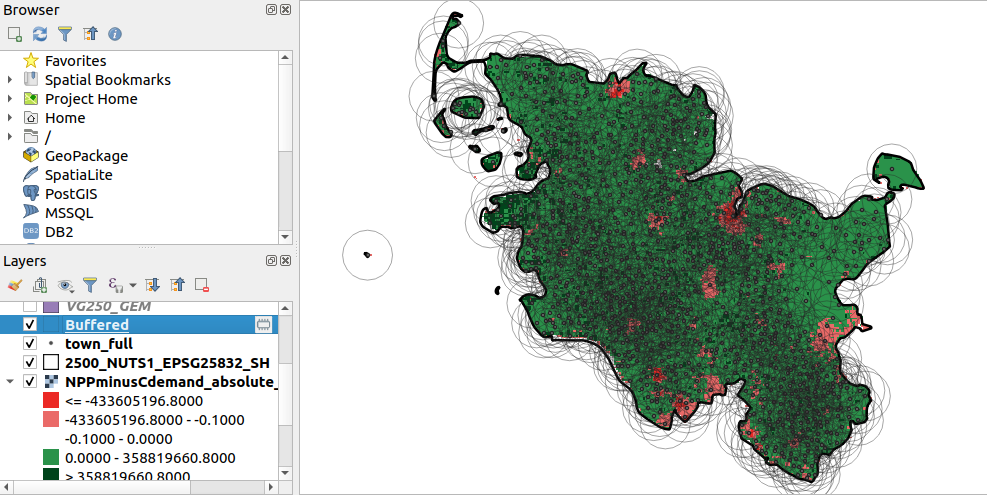 Browser
Favorites
Spatial Bookmarks
Project Home
Home
/
GeoPackage
SpatiaLite
PostGIS
MSSQL
DB2 DB2
Layers
ε
VG250_GEM
Buffered
town_full
2500_NUTS1_EPSG25832_SH
NPPminusCdemand_absolute_
<= -433605196.8000
-433605196.8000 - -0.1000
-0.1000 - 0.0000
0.0000 - 358819660.8000
> 358819660.8000